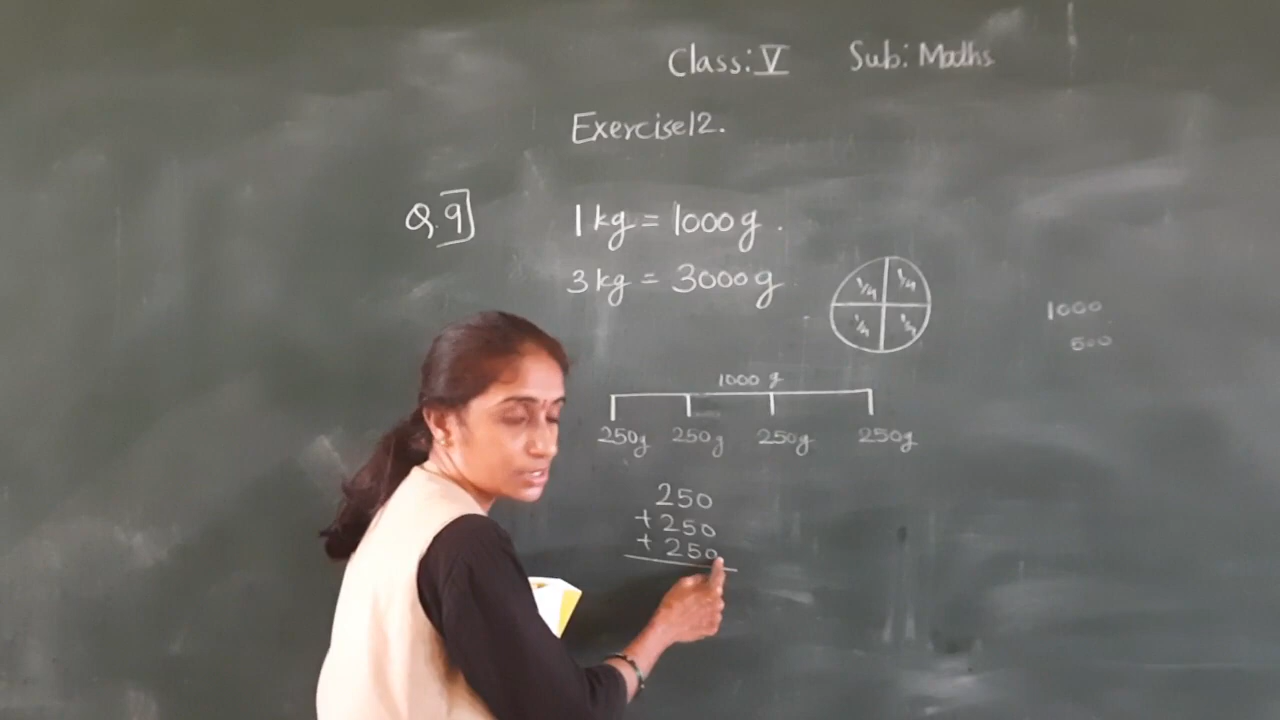 Class: V Sub: Maths
Exercise 12.
Q.9]
1 kg = 1000 g.
3 kg = 3000 g
1/4 1/4
1/4 1/4
1000
500
1000 g
250g 250g 250g 250g
250
+ 250
+ 250